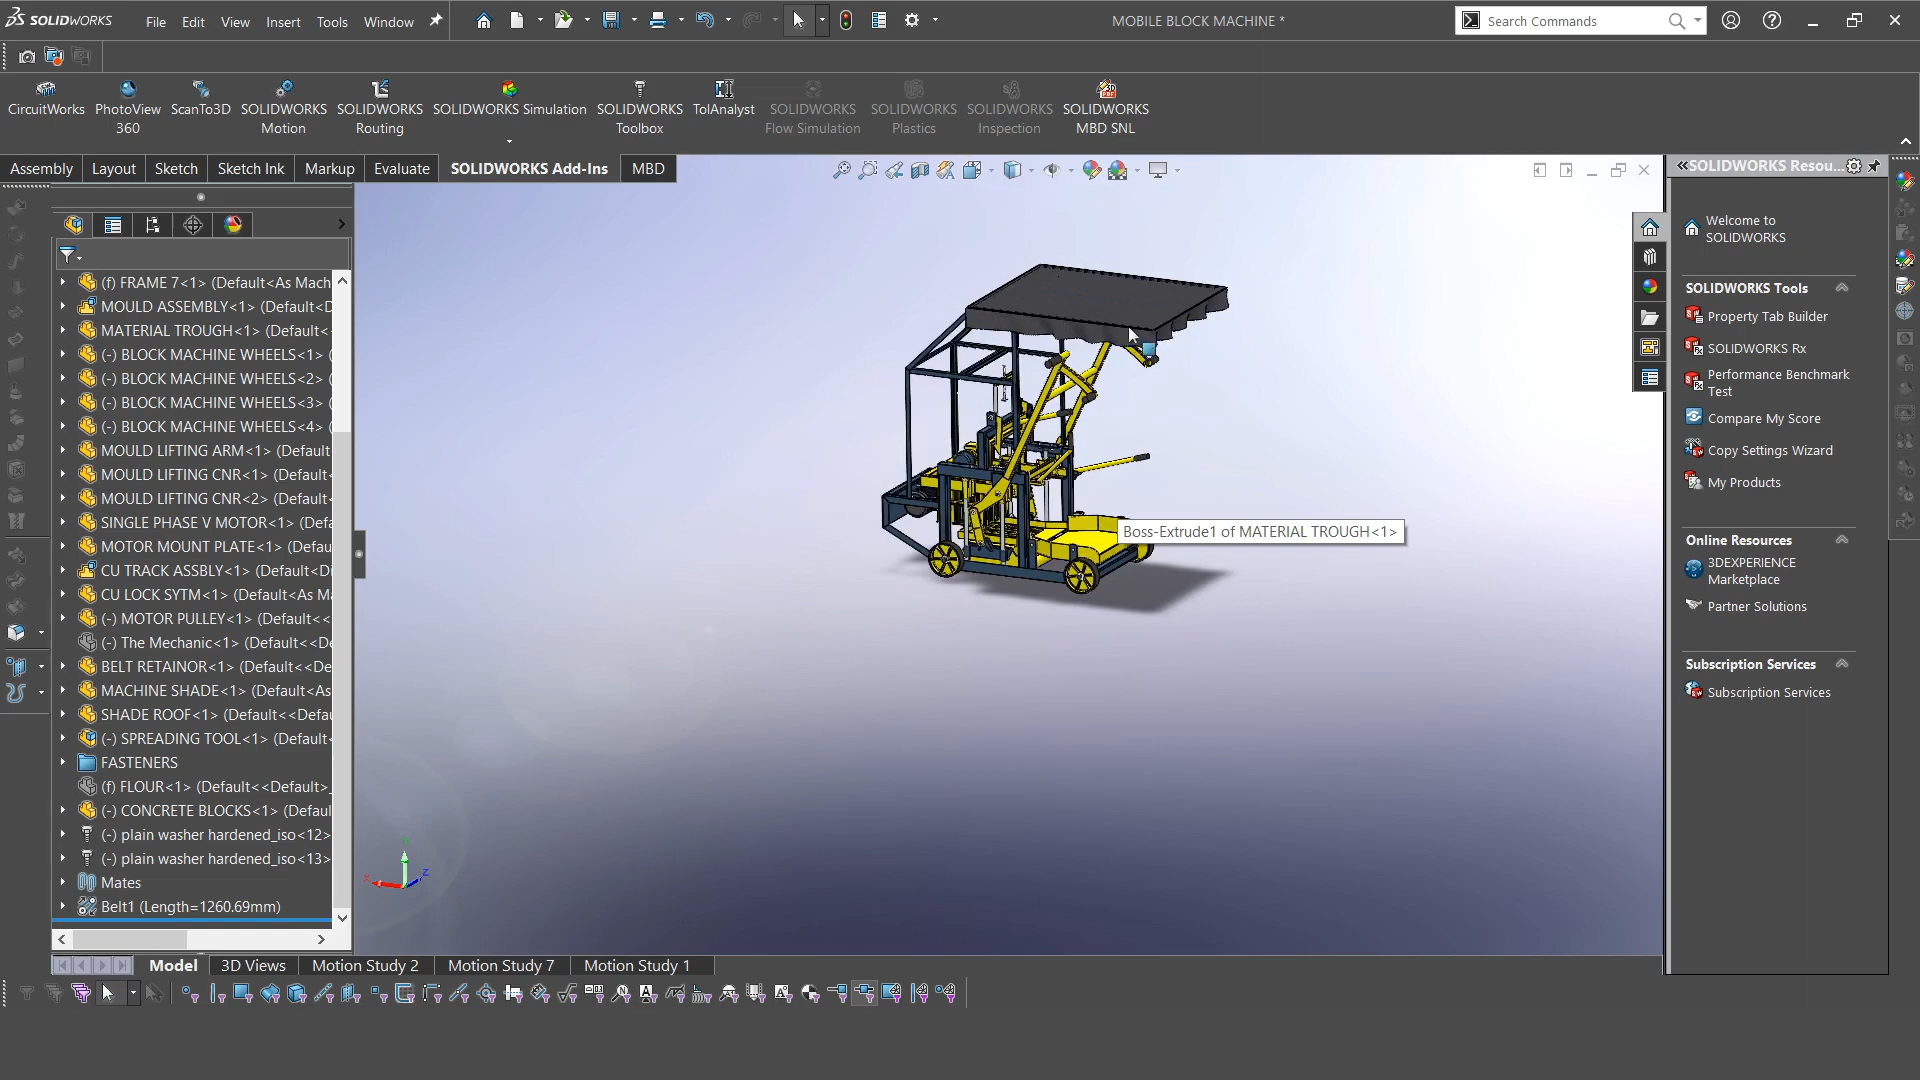 SOLIDWORKS File Edit View Insert Tools Window
MOBILE BLOCK MACHINE *
Search Commands
CircuitWorks
PhotoView 360
ScanTo3D
SOLIDWORKS Motion
SOLIDWORKS Routing
SOLIDWORKS Simulation
SOLIDWORKS Toolbox
TolAnalyst
SOLIDWORKS Flow Simulation
SOLIDWORKS Plastics
SOLIDWORKS Inspection
SOLIDWORKS MBD SNL
Assembly Layout Sketch Sketch Ink Markup Evaluate SOLIDWORKS Add-Ins MBD
(f) FRAME 7<1> (Default<As Mach
MOULD ASSEMBLY<1> (Default<D
MATERIAL TROUGH<1> (Default<
(-) BLOCK MACHINE WHEELS<1> (
(-) BLOCK MACHINE WHEELS<2> (
(-) BLOCK MACHINE WHEELS<3> (
(-) BLOCK MACHINE WHEELS<4> (
MOULD LIFTING ARM<1> (Default
MOULD LIFTING CNR<1> (Default<
MOULD LIFTING CNR<2> (Default<
SINGLE PHASE V MOTOR<1> (Defa
MOTOR MOUNT PLATE<1> (Defau
CU TRACK ASSBLY<1> (Default<Di
CU LOCK SYTM<1> (Default<As Ma
(-) MOTOR PULLEY<1> (Default<<
(-) The Mechanic<1> (Default<<De
BELT RETAINOR<1> (Default<<De
MACHINE SHADE<1> (Default<As
SHADE ROOF<1> (Default<<Defau
(-) SPREADING TOOL<1> (Default<
FASTENERS
(f) FLOUR<1> (Default<<Default>_
(-) CONCRETE BLOCKS<1> (Defaul
(-) plain washer hardened_iso<12>
(-) plain washer hardened_iso<13>
Mates
Belt1 (Length=1260.69mm)
Boss-Extrude1 of MATERIAL TROUGH<1>
X
Z
SOLIDWORKS Resou...
Welcome to
SOLIDWORKS
SOLIDWORKS Tools
Property Tab Builder
SOLIDWORKS Rx
Performance Benchmark
Test
Compare My Score
Copy Settings Wizard
My Products
Online Resources
3DEXPERIENCE
Marketplace
Partner Solutions
Subscription Services
Subscription Services
Model 3D Views Motion Study 2 Motion Study 7 Motion Study 1